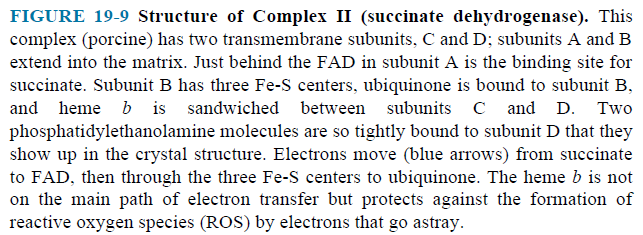 FIGURE 19-9 Structure of Complex II (succinate dehydrogenase). This
complex (porcine) has two transmembrane subunits, C and D; subunits A and B
extend into the matrix. Just behind the FAD in subunit A is the binding site for
succinate. Subunit B has three Fe-S centers, ubiquinone is bound to subunit B,
and heme b is sandwiched between subunits C and D. Two
phosphatidylethanolamine molecules are so tightly bound to subunit D that they
show up in the crystal structure. Electrons move (blue arrows) from succinate
to FAD, then through the three Fe-S centers to ubiquinone. The heme b is not
on the main path of electron transfer but protects against the formation of
reactive oxygen species (ROS) by electrons that go astray.